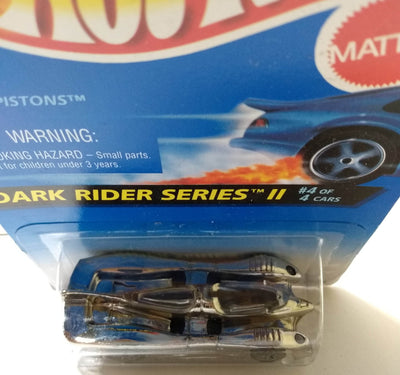 MATT
PISTONS™
WARNING:
OKING HAZARD – Small parts.
for children under 3 years.
DARK RIDER SERIES™ II
#4 OF
4 CARS